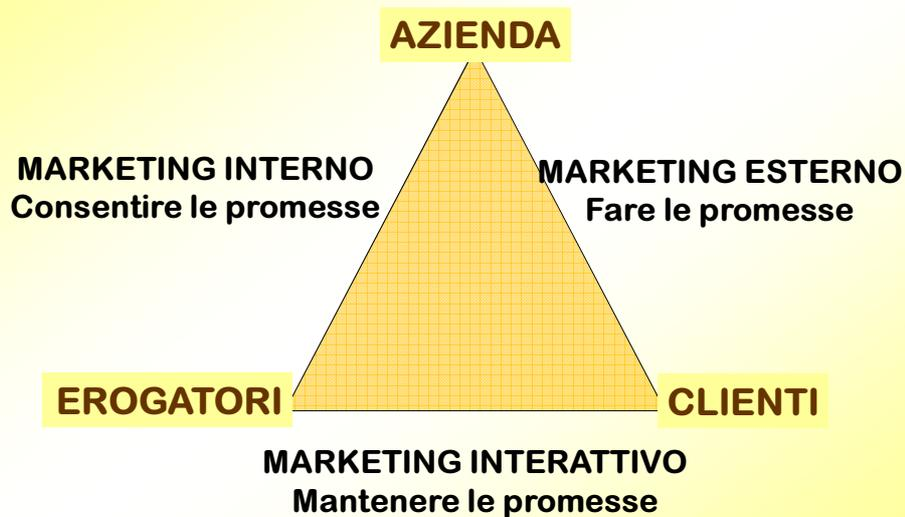 AZIENDA
MARKETING INTERNO
Consentire le promesse
MARKETING ESTERNO
Fare le promesse
EROGATORI
CLIENTI
MARKETING INTERATTIVO
Mantenere le promesse